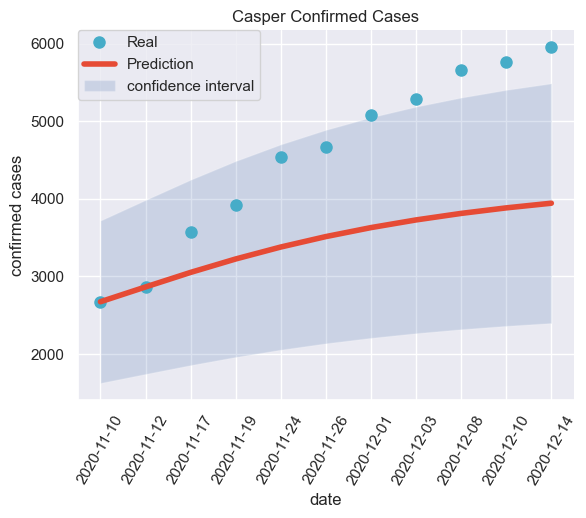 Casper Confirmed Cases
Real
Prediction
confidence interval
6000
5000
4000
3000
2000
confirmed cases
2020-11-10
2020-11-12
2020-11-17
2020-11-19
2020-11-24
2020-11-26
2020-12-01
2020-12-03
2020-12-08
2020-12-10
2020-12-14
date